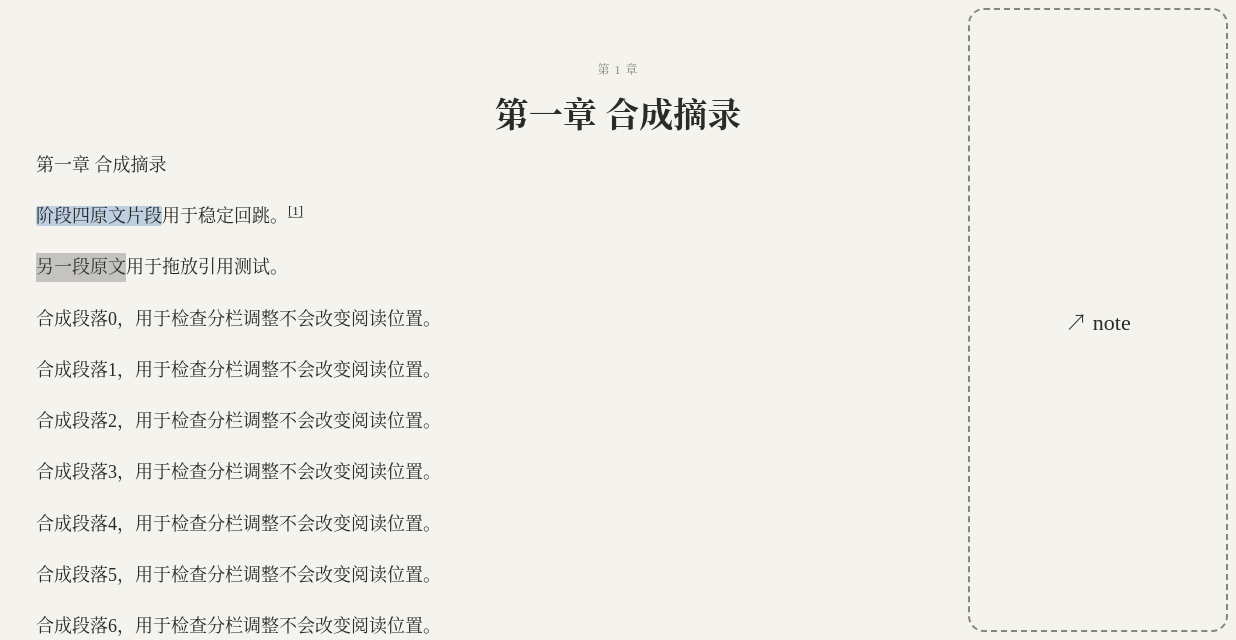 第 1 章
第一章 合成摘录
第一章 合成摘录
阶段四原文片段用于稳定回跳。[1]
另一段原文用于拖放引用测试。
合成段落0，用于检查分栏调整不会改变阅读位置。
合成段落1，用于检查分栏调整不会改变阅读位置。
合成段落2，用于检查分栏调整不会改变阅读位置。
合成段落3，用于检查分栏调整不会改变阅读位置。
合成段落4，用于检查分栏调整不会改变阅读位置。
合成段落5，用于检查分栏调整不会改变阅读位置。
合成段落6，用于检查分栏调整不会改变阅读位置。
↗ note